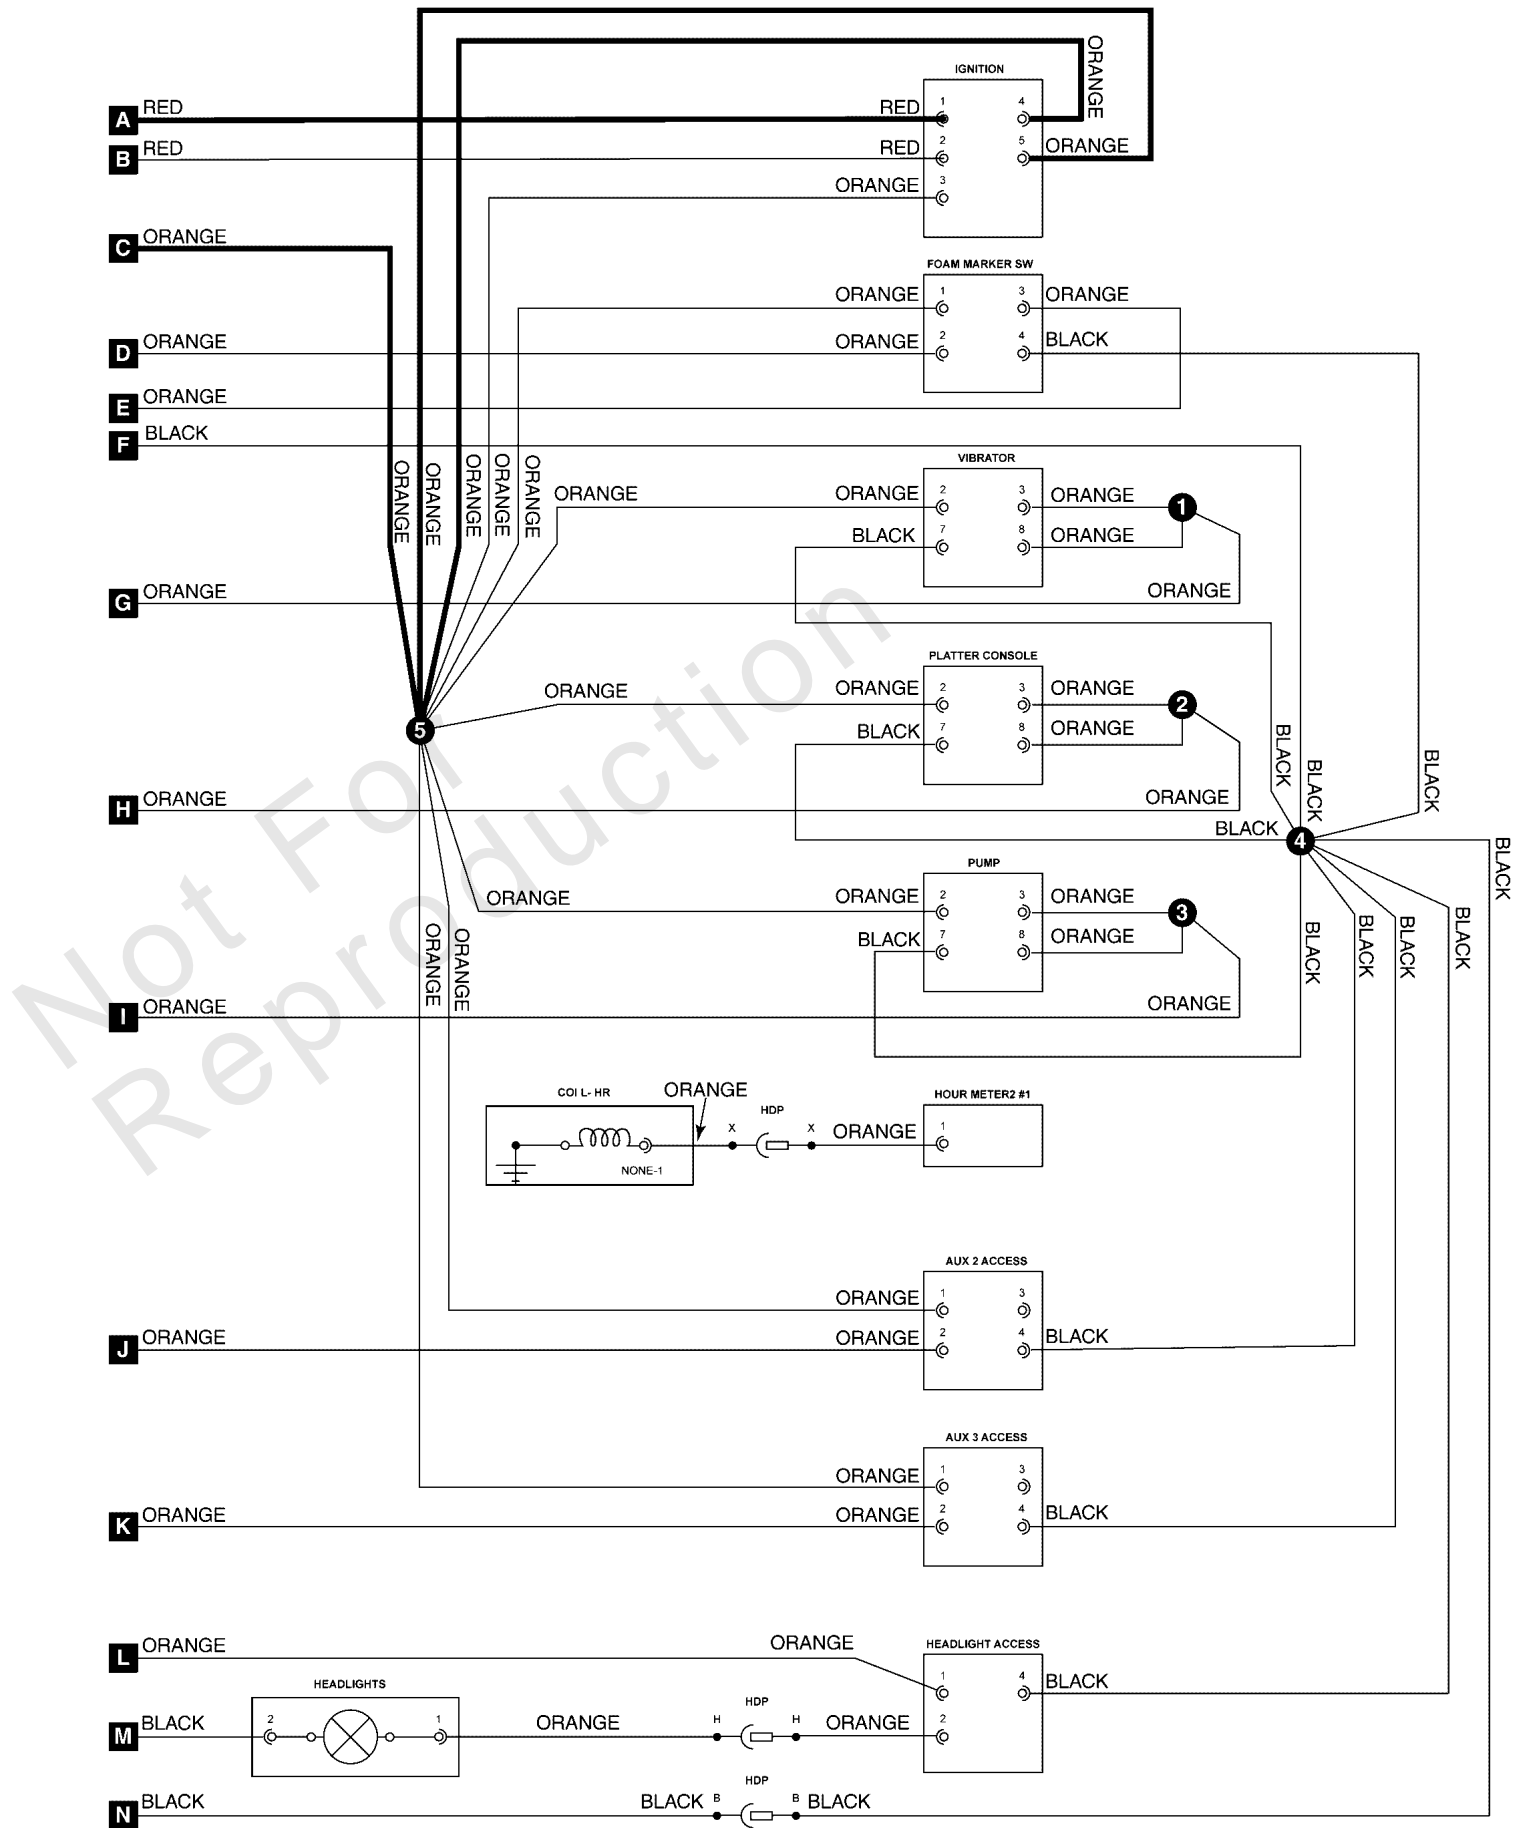 IGNITION
ORANGE
A RED RED 1 4
B RED RED 2 5 ORANGE
ORANGE 3
C ORANGE
FOAM MARKER SW
ORANGE 1 3 ORANGE
D ORANGE ORANGE 2 4 BLACK
E ORANGE
F BLACK
ORANGE ORANGE ORANGE ORANGE ORANGE
VIBRATOR
ORANGE ORANGE 2 3 ORANGE 1
BLACK 7 8 ORANGE
G ORANGE ORANGE
PLATTER CONSOLE
ORANGE ORANGE 2 3 ORANGE 2
5 BLACK 7 8 ORANGE
BLACK BLACK BLACK
H ORANGE ORANGE
BLACK 4 BLACK
PUMP
ORANGE ORANGE 2 3 ORANGE 3
BLACK 7 8 ORANGE
ORANGE ORANGE
BLACK BLACK BLACK BLACK
I ORANGE ORANGE
COIL-HR ORANGE HDP HOUR METER2 #1
X X ORANGE 1
NONE-1
AUX 2 ACCESS
ORANGE 1 3
J ORANGE ORANGE 2 4 BLACK
AUX 3 ACCESS
ORANGE 1 3
K ORANGE ORANGE 2 4 BLACK
L ORANGE ORANGE HEADLIGHT ACCESS
1 4 BLACK
HEADLIGHTS HDP
M BLACK 2 1 ORANGE H H ORANGE 2
HDP
N BLACK BLACK B B BLACK
Not For
Reproduction